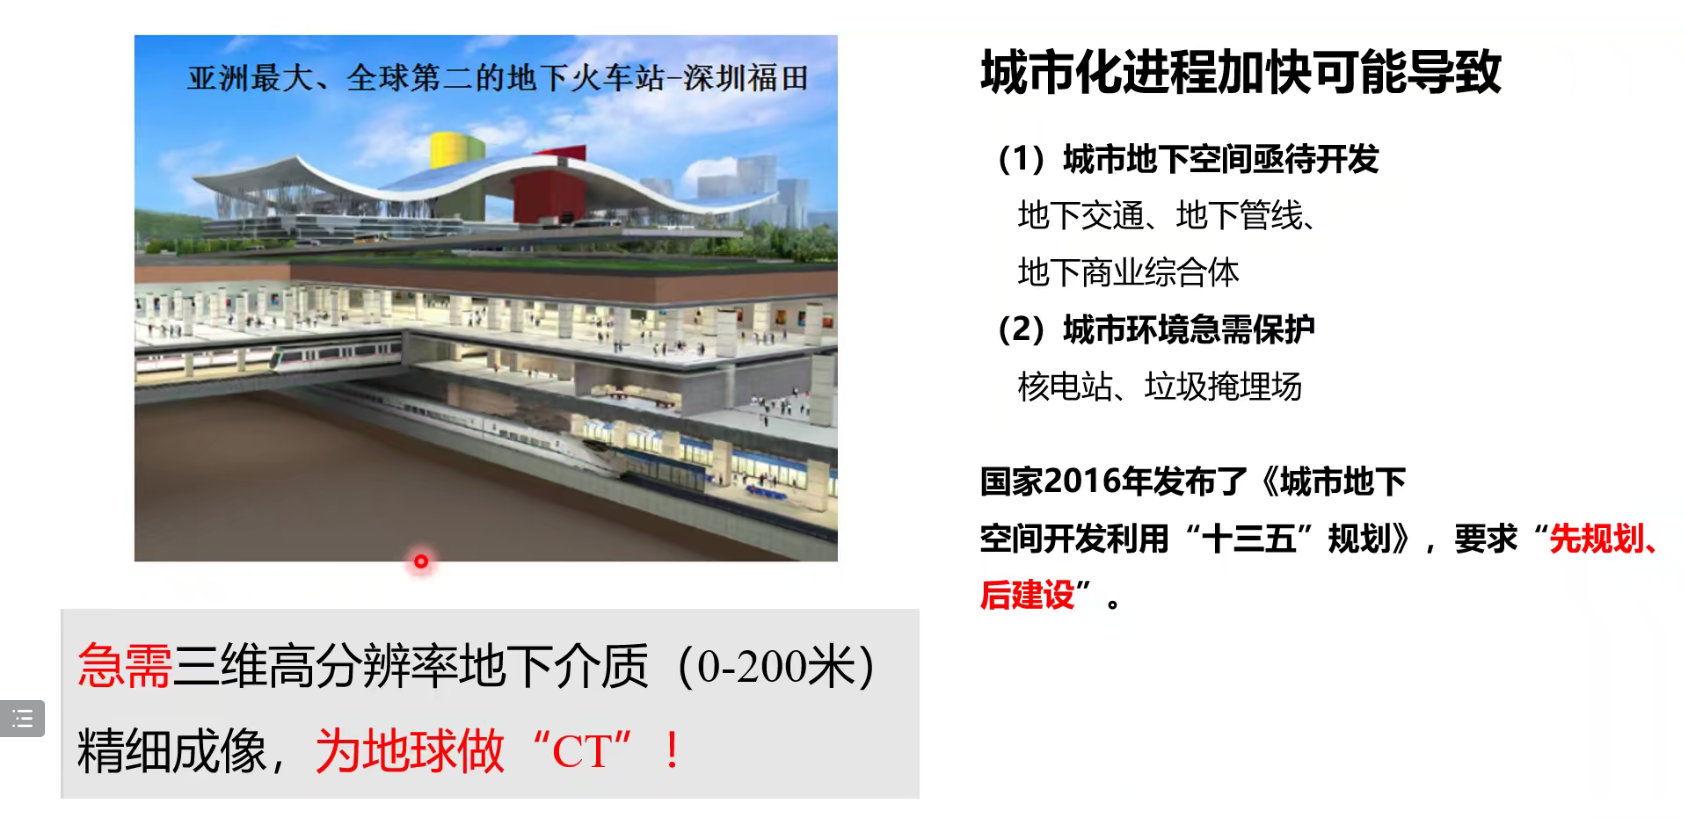 亚洲最大、全球第二的地下火车站-深圳福田
城市化进程加快可能导致
（1）城市地下空间亟待开发
地下交通、地下管线、
地下商业综合体
（2）城市环境急需保护
核电站、垃圾掩埋场
国家2016年发布了《城市地下
空间开发利用“十三五”规划》，要求“先规划、
后建设”。
急需三维高分辨率地下介质（0-200米）
精细成像，为地球做“CT”！